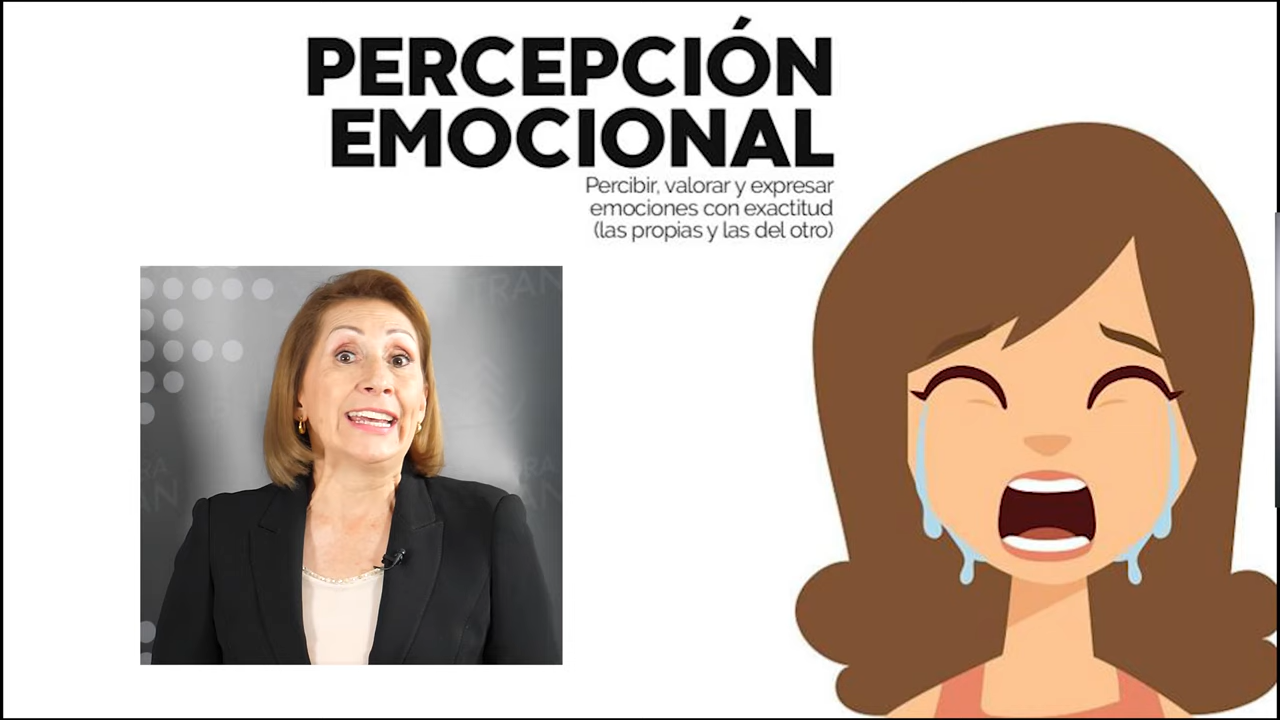 PERCEPCIÓN
EMOCIONAL
Percibir, valorar y expresar
emociones con exactitud
(las propias y las del otro)